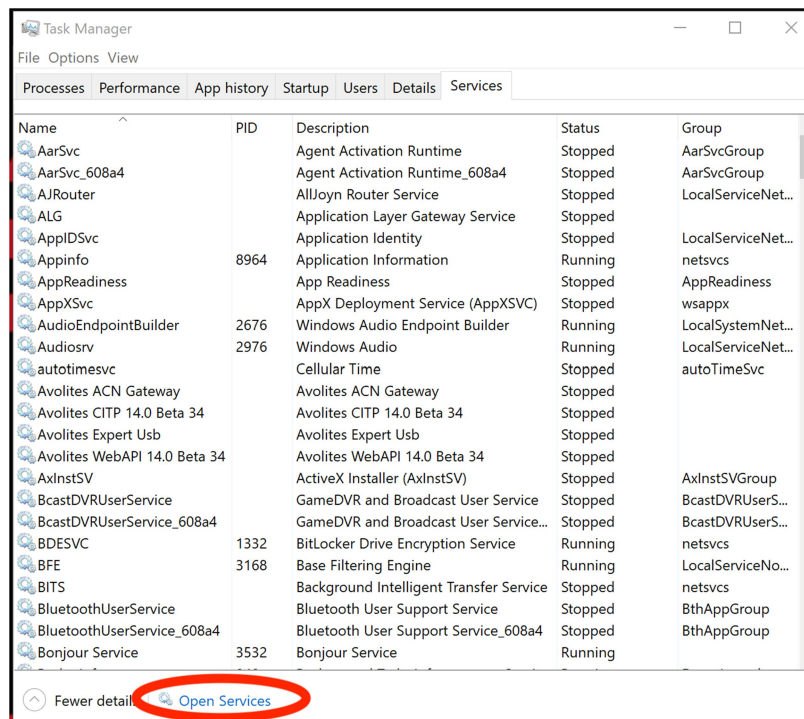 Task Manager
File Options View
Processes Performance App history Startup Users Details Services
Name PID Description Status Group
AarSvc Agent Activation Runtime Stopped AarSvcGroup
AarSvc_608a4 Agent Activation Runtime_608a4 Stopped AarSvcGroup
AJRouter AllJoyn Router Service Stopped LocalServiceNet...
ALG Application Layer Gateway Service Stopped
AppIDSvc Application Identity Stopped LocalServiceNet...
Appinfo 8964 Application Information Running netsvcs
AppReadiness App Readiness Stopped AppReadiness
AppXSvc AppX Deployment Service (AppXSVC) Stopped wsappx
AudioEndpointBuilder 2676 Windows Audio Endpoint Builder Running LocalSystemNet...
Audiosrv 2976 Windows Audio Running LocalServiceNet...
autotimesvc Cellular Time Stopped autoTimeSvc
Avolites ACN Gateway Avolites ACN Gateway Stopped
Avolites CITP 14.0 Beta 34 Avolites CITP 14.0 Beta 34 Stopped
Avolites Expert Usb Avolites Expert Usb Stopped
Avolites WebAPI 14.0 Beta 34 Avolites WebAPI 14.0 Beta 34 Stopped
AxInstSV ActiveX Installer (AxInstSV) Stopped AxInstSVGroup
BcastDVRUserService GameDVR and Broadcast User Service Stopped BcastDVRUserS...
BcastDVRUserService_608a4 GameDVR and Broadcast User Service... Stopped BcastDVRUserS...
BDESVC 1332 BitLocker Drive Encryption Service Running netsvcs
BFE 3168 Base Filtering Engine Running LocalServiceNo...
BITS Background Intelligent Transfer Service Stopped netsvcs
BluetoothUserService Bluetooth User Support Service Stopped BthAppGroup
BluetoothUserService_608a4 Bluetooth User Support Service_608a4 Stopped BthAppGroup
Bonjour Service 3532 Bonjour Service Running
Fewer details Open Services